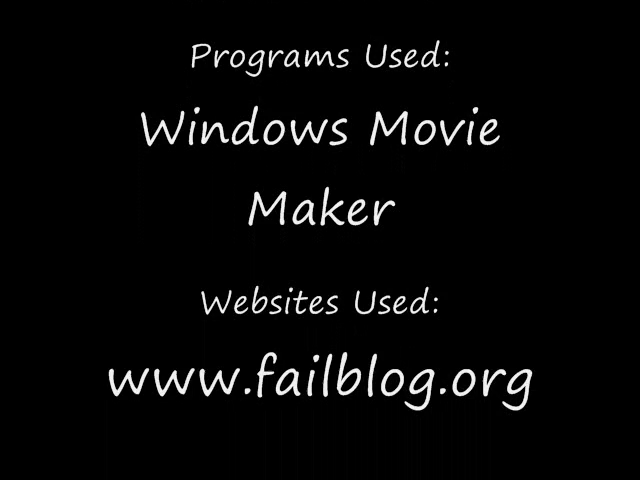 Programs Used:
Windows Movie
Maker
Websites Used:
www.failblog.org